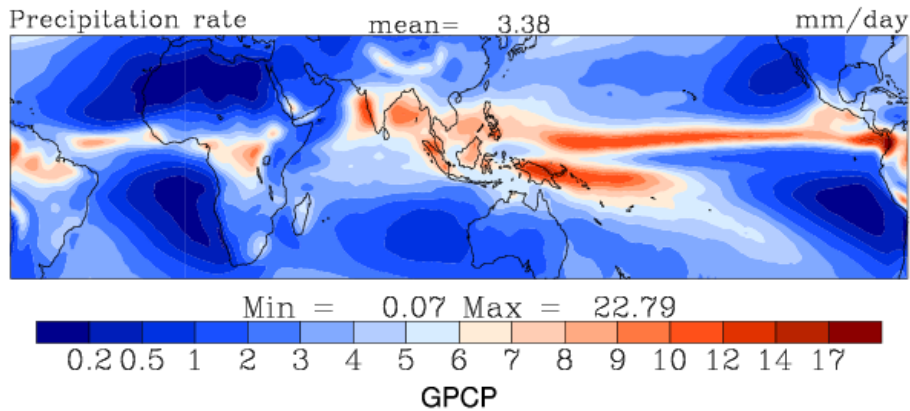 Precipitation rate mean= 3.38 mm/day
Min = 0.07 Max = 22.79
0.2 0.5 1 2 3 4 5 6 7 8 9 10 12 14 17
GPCP